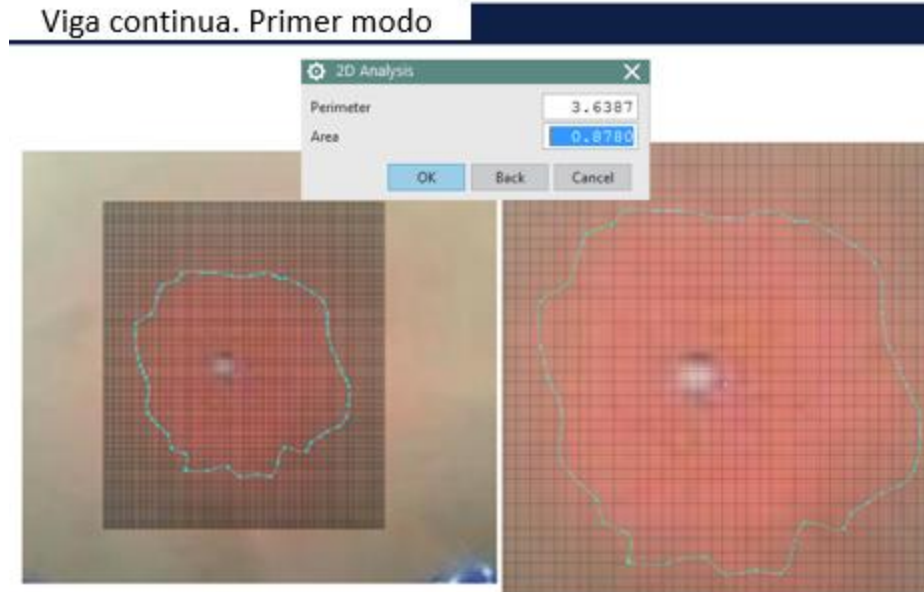 Viga continua. Primer modo
2D Analysis
Perimeter 3.6387
Area 0.8780
OK Back Cancel